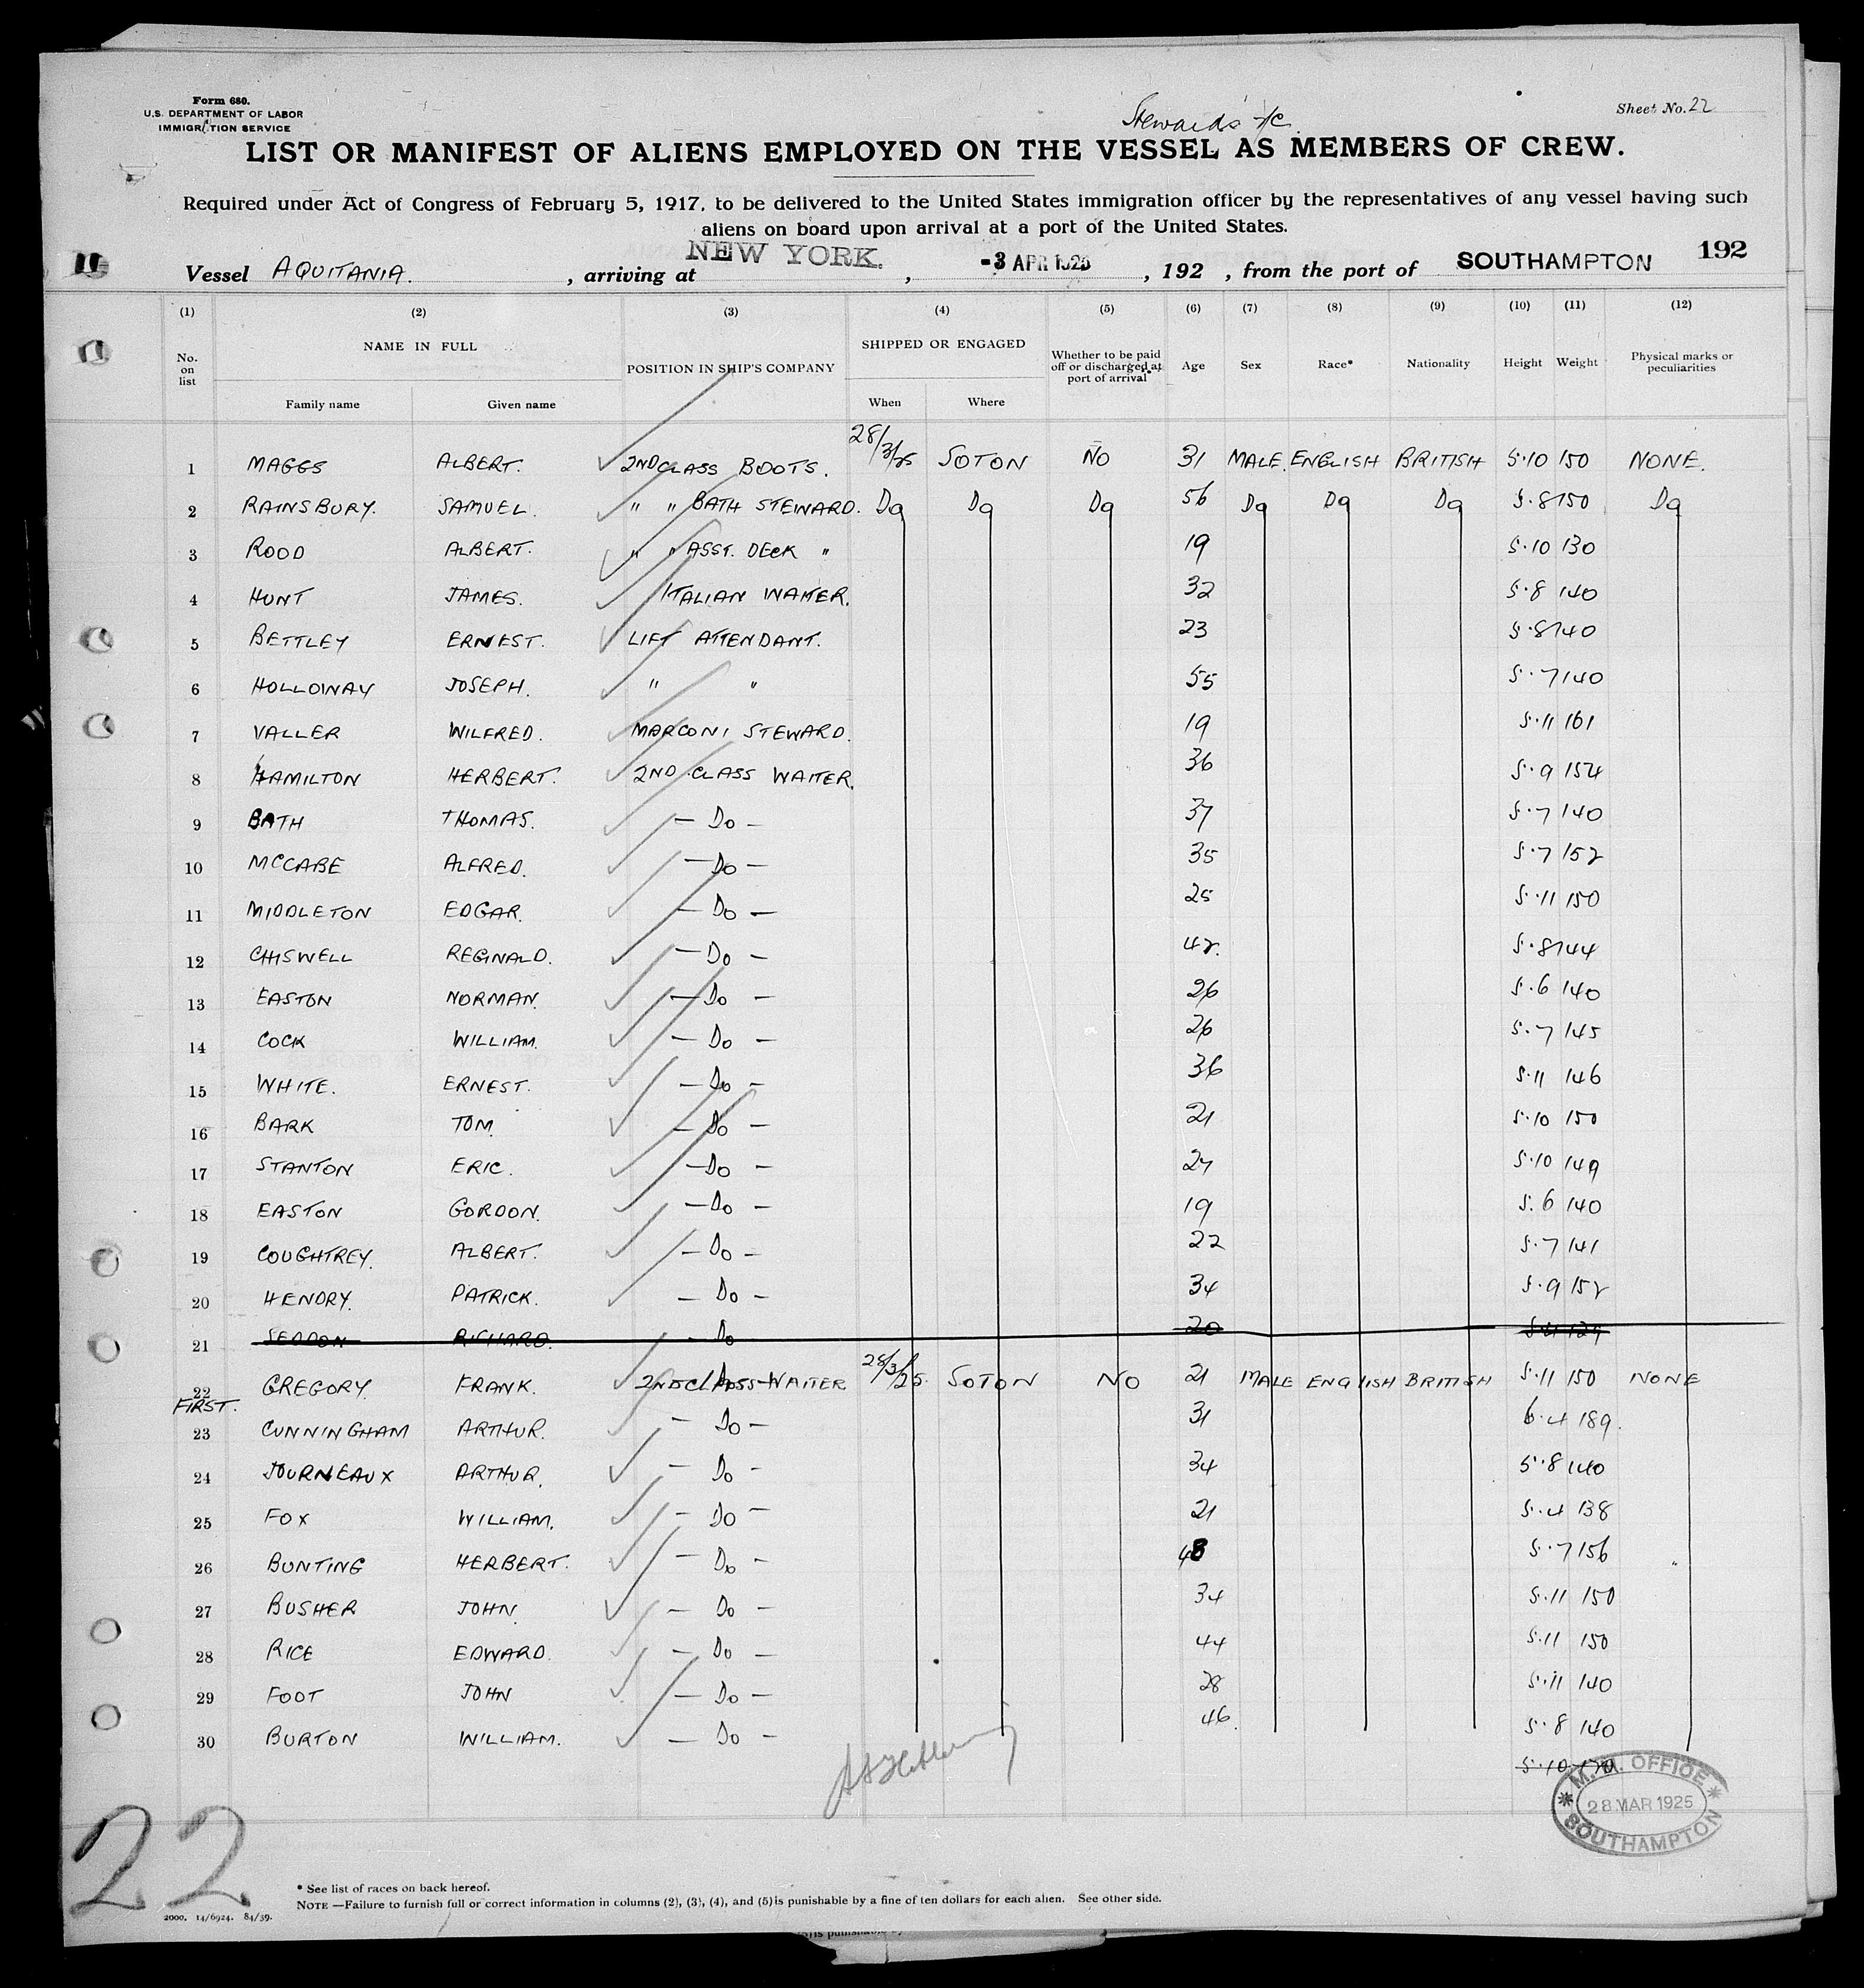 Form 680.
U.S. DEPARTMENT OF LABOR
IMMIGRATION SERVICE
Stewards
Sheet No. 22
LIST OR MANIFEST OF ALIENS EMPLOYED ON THE VESSEL AS MEMBERS OF CREW.
Required under Act of Congress of February 5, 1917, to be delivered to the United States immigration officer by the representatives of any vessel having such
aliens on board upon arrival at a port of the United States.
Vessel AQUITANIA. , arriving at NEW YORK. , -3 APR 1925 , 192 , from the port of SOUTHAMPTON 192
(1) (2) (3) (4) (5) (6) (7) (8) (9) (10) (11) (12)
No. on list NAME IN FULL POSITION IN SHIP'S COMPANY SHIPPED OR ENGAGED Whether to be paid off or discharged at port of arrival Age Sex Race* Nationality Height Weight Physical marks or peculiarities
Family name Given name When Where
1 MAGGS ALBERT. 2ND CLASS BOOTS. 28/3/25 SOTON NO 31 MALE. ENGLISH BRITISH 5.10 150 NONE.
2 RAINSBURY. SAMUEL. " " BATH STEWARD. Do Do Do 56 Do Do Do 5.8 150 Do
3 ROOD ALBERT. " " ASST. DECK " 19 5.10 130
4 HUNT JAMES. ITALIAN WAITER. 32 5.8 140
5 BETTLEY ERNEST. LIFT ATTENDANT. 23 5.8 140
6 HOLLOWAY JOSEPH. " " 55 5.7 140
7 VALLER WILFRED. MARCONI STEWARD. 19 5.11 161
8 HAMILTON HERBERT. 2ND CLASS WAITER. 36 5.9 154
9 BATH THOMAS. — Do — 37 5.7 140
10 MCCABE ALFRED. — Do — 35 5.7 152
11 MIDDLETON EDGAR. — Do — 25 5.11 150
12 CHISWELL REGINALD. — Do — 42. 5.8 144
13 EASTON NORMAN. — Do — 26 5.6 140
14 COCK WILLIAM. — Do — 26 5.7 145
15 WHITE. ERNEST. — Do — 36 5.11 146
16 BARK TOM. — Do — 21 5.10 150
17 STANTON ERIC. — Do — 27 5.10 149
18 EASTON GORDON. — Do — 19 5.6 140
19 COUGHTREY. ALBERT. — Do — 22 5.7 141
20 HENDRY. PATRICK. — Do — 34 5.9 152
21 SEDDON RICHARD. — Do 20
22 GREGORY. FRANK. 2ND CLASS WAITER 28/3/25 SOTON NO 21 MALE ENGLISH BRITISH 5.11 150 NONE
FIRST.
23 CUNNINGHAM ARTHUR. — Do — 31 6.4 189.
24 JOURNEAUX ARTHUR. — Do — 34 5.8 140
25 FOX WILLIAM. — Do — 21 5.4 138
26 BUNTING HERBERT. — Do — 48 5.7 156
27 BUSHER JOHN. — Do — 34 5.11 150
28 RICE EDWARD. — Do — 44 5.11 150
29 FOOT JOHN — Do — 28 5.11 140
30 BURTON WILLIAM. — Do — 46. 5.8 140
5.10 170
M.M. OFFICE
28 MAR 1925
SOUTHAMPTON
22
* See list of races on back hereof.
NOTE —Failure to furnish full or correct information in columns (2), (3), (4), and (5) is punishable by a fine of ten dollars for each alien. See other side.
2000. 14/6924. 84/39.